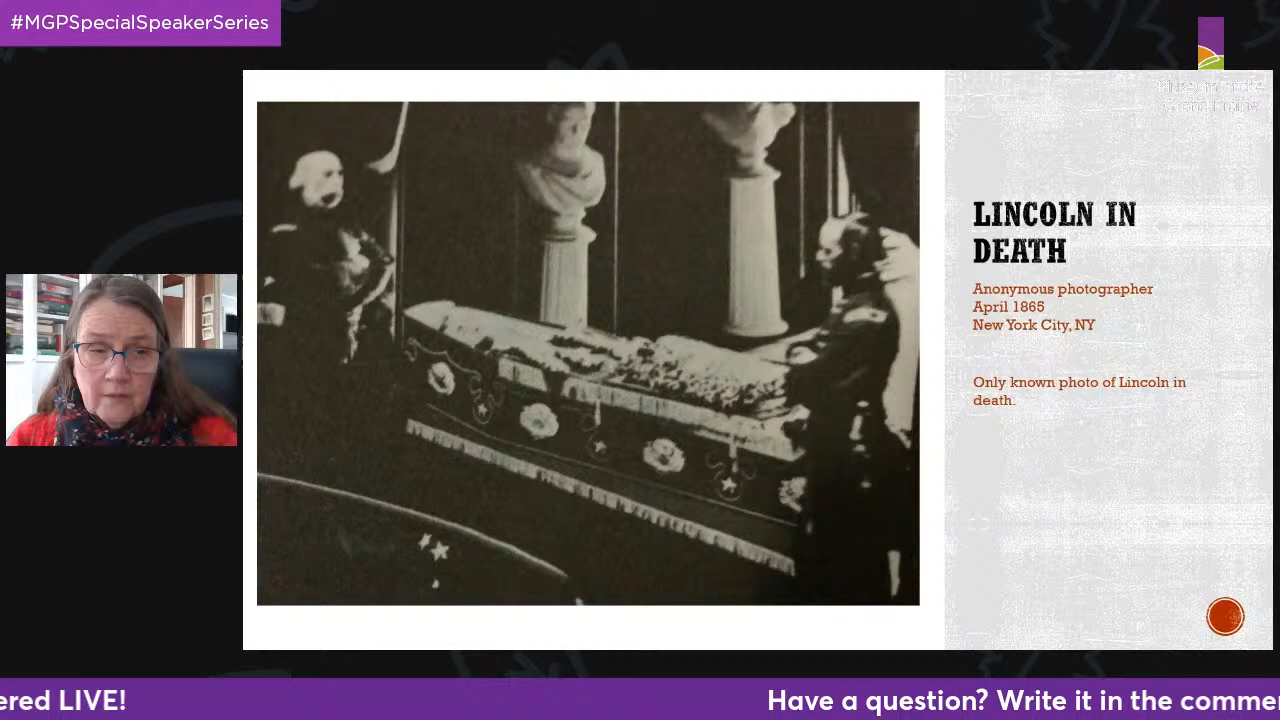 #MGPSpecialSpeakerSeries
LINCOLN IN
DEATH
Anonymous photographer
April 1865
New York City, NY
Only known photo of Lincoln in
death.
ered LIVE!
Have a question? Write it in the comme